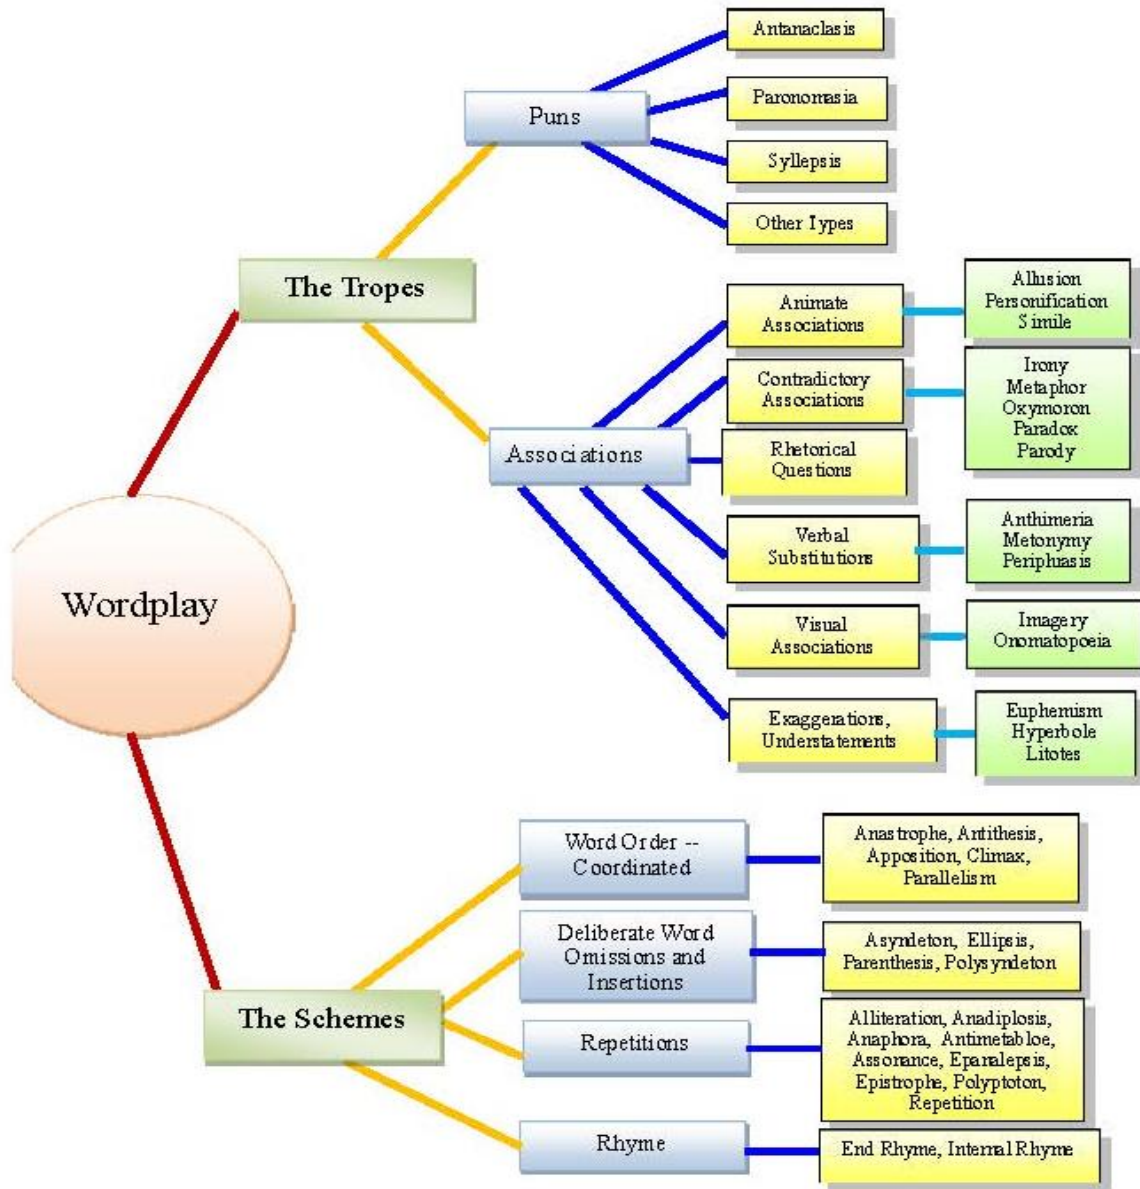 Wordplay
The Tropes
Puns
Antanaclasis
Paronomasia
Syllepsis
Other Types
Associations
Animate
Associations
Allusion
Personification
Simile
Contradictory
Associations
Irony
Metaphor
Oxymoron
Paradox
Parody
Rhetorical
Questions
Verbal
Substitutions
Anthimeria
Metonymy
Periphrasis
Visual
Associations
Imagery
Onomatopoeia
Exaggerations,
Understatements
Euphemism
Hyperbole
Litotes
The Schemes
Word Order --
Coordinated
Anastrophe, Antithesis,
Apposition, Climax,
Parallelism
Deliberate Word
Omissions and
Insertions
Asyndeton, Ellipsis,
Parenthesis, Polysyndeton
Repetitions
Alliteration, Anadiplosis,
Anaphora, Antimetabloe,
Assonance, Epanalepsis,
Epistrophe, Polyptoton,
Repetition
Rhyme
End Rhyme, Internal Rhyme